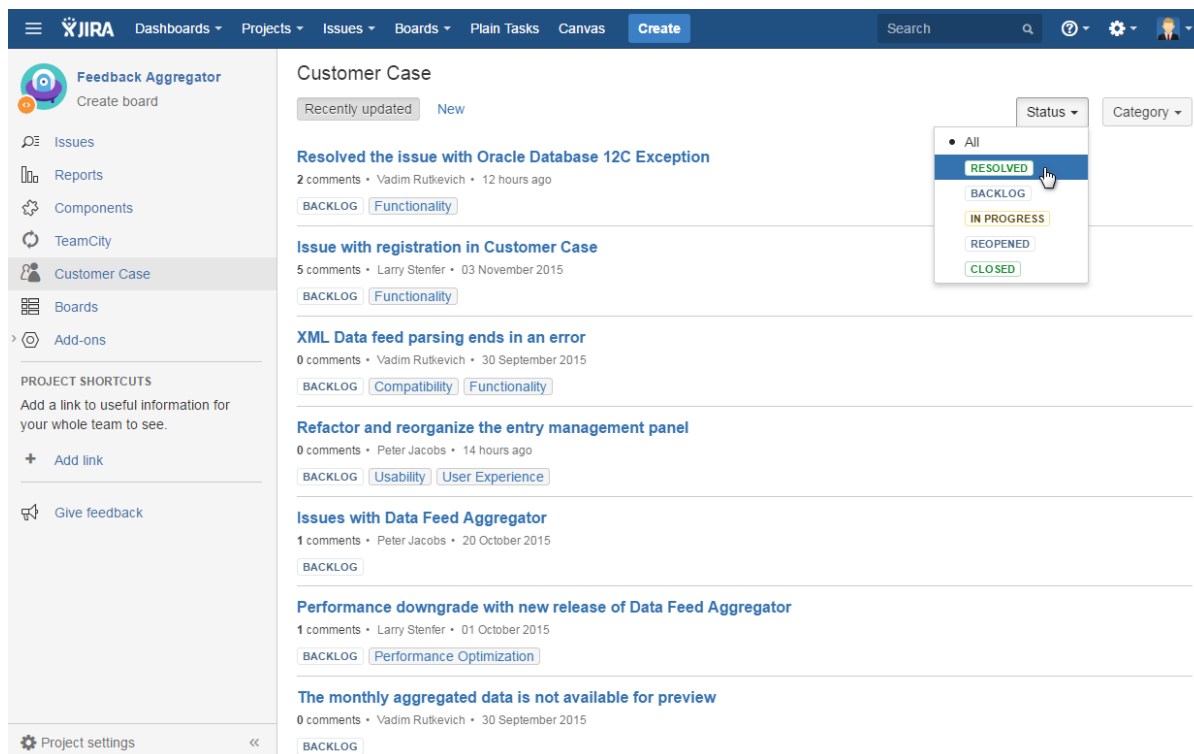 JIRA Dashboards Projects Issues Boards Plain Tasks Canvas Create Search
Feedback Aggregator
Create board
Issues
Reports
Components
TeamCity
Customer Case
Boards
Add-ons
PROJECT SHORTCUTS
Add a link to useful information for
your whole team to see.
+ Add link
Give feedback
Project settings «
Customer Case
Recently updated New
Status Category
• All
RESOLVED
BACKLOG
IN PROGRESS
REOPENED
CLOSED
Resolved the issue with Oracle Database 12C Exception
2 comments • Vadim Rutkevich • 12 hours ago
BACKLOG Functionality
Issue with registration in Customer Case
5 comments • Larry Stenfer • 03 November 2015
BACKLOG Functionality
XML Data feed parsing ends in an error
0 comments • Vadim Rutkevich • 30 September 2015
BACKLOG Compatibility Functionality
Refactor and reorganize the entry management panel
0 comments • Peter Jacobs • 14 hours ago
BACKLOG Usability User Experience
Issues with Data Feed Aggregator
1 comments • Peter Jacobs • 20 October 2015
BACKLOG
Performance downgrade with new release of Data Feed Aggregator
1 comments • Larry Stenfer • 01 October 2015
BACKLOG Performance Optimization
The monthly aggregated data is not available for preview
0 comments • Vadim Rutkevich • 30 September 2015
BACKLOG